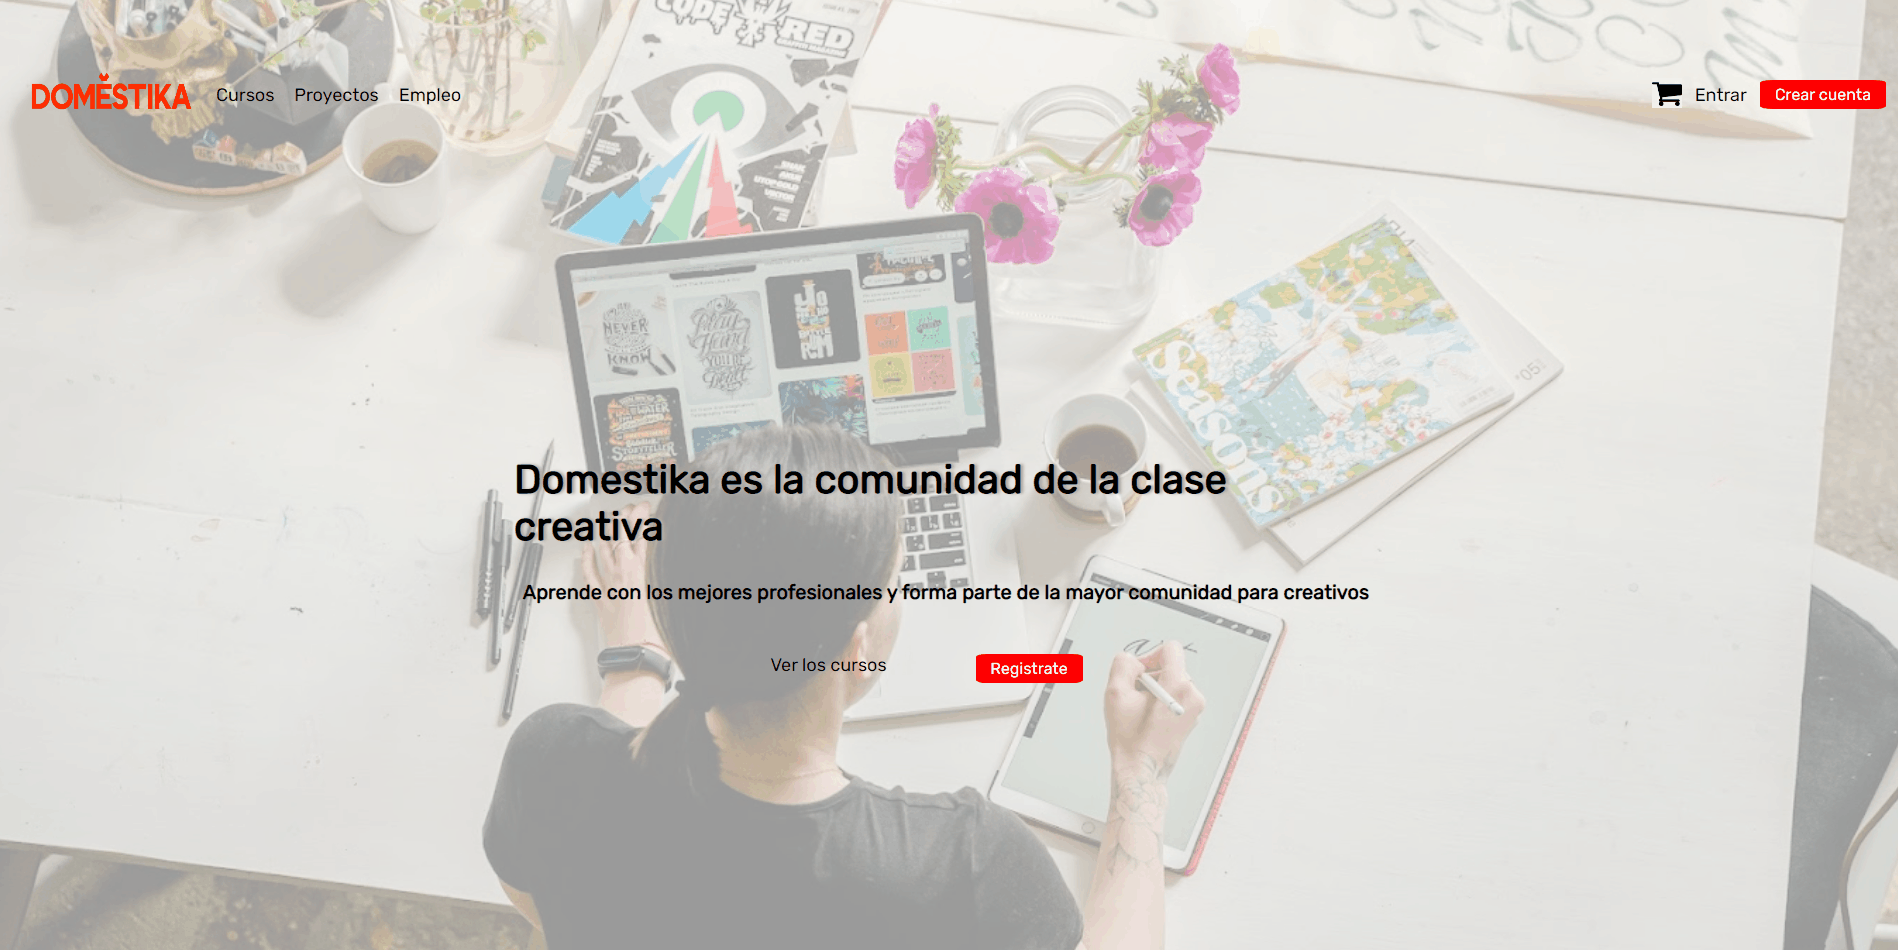 CODE RED
DOMESTIKA
Cursos
Proyectos
Empleo
Entrar
Crear cuenta
NEVER
KNOW
Seasons
Domestika es la comunidad de la clase
creativa
Aprende con los mejores profesionales y forma parte de la mayor comunidad para creativos
Ver los cursos
Registrate